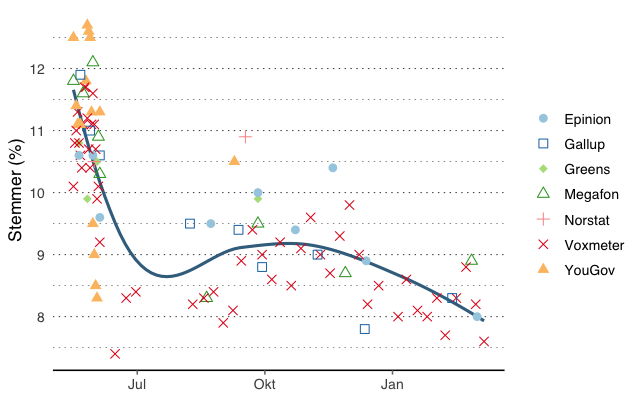 Stemmer (%)
12
11
10
9
8
Jul
Okt
Jan
Epinion
Gallup
Greens
Megafon
Norstat
Voxmeter
YouGov